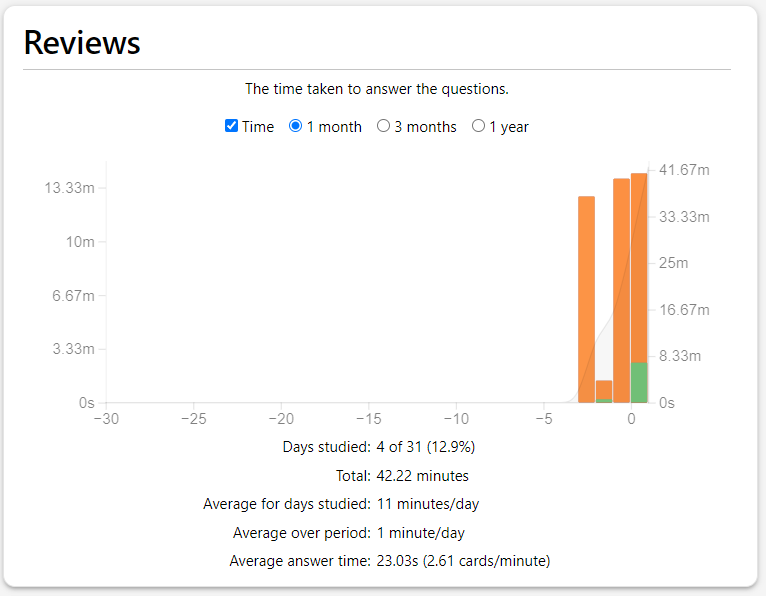 Reviews
The time taken to answer the questions.
Time 1 month 3 months 1 year
13.33m
10m
6.67m
3.33m
0s
41.67m
33.33m
25m
16.67m
8.33m
0s
−30 −25 −20 −15 −10 −5 0
Days studied: 4 of 31 (12.9%)
Total: 42.22 minutes
Average for days studied: 11 minutes/day
Average over period: 1 minute/day
Average answer time: 23.03s (2.61 cards/minute)